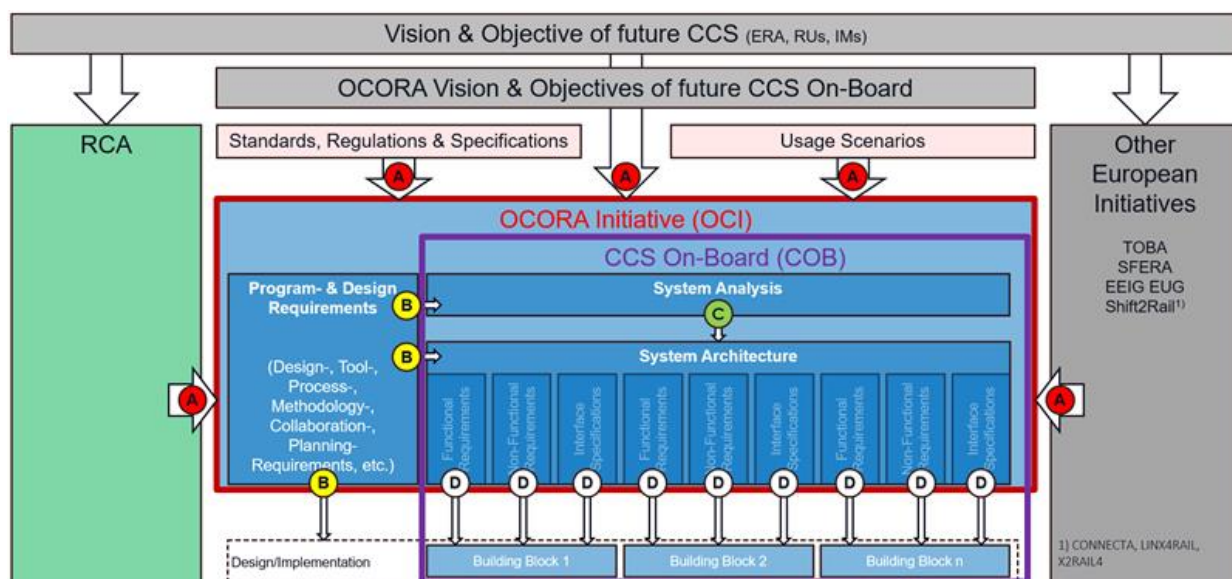 Vision & Objective of future CCS (ERA, RUs, IMs)
OCORA Vision & Objectives of future CCS On-Board
RCA
Standards, Regulations & Specifications
Usage Scenarios
Other
European
Initiatives
TOBA
SFERA
EEIG EUG
Shift2Rail1)
A
A
A
OCORA Initiative (OCI)
CCS On-Board (COB)
Program- & Design
Requirements
B
System Analysis
C
B
System Architecture
(Design-, Tool-,
Process-,
Methodology-,
Collaboration-,
Planning-
Requirements, etc.)
A
A
Functional
Requirements
Non-Functional
Requirements
Interface
Specifications
Functional
Requirements
Non-Functional
Requirements
Interface
Specifications
Functional
Requirements
Non-Functional
Requirements
Interface
Specifications
B
D
D
D
D
D
D
D
D
D
Design/Implementation
Building Block 1
Building Block 2
Building Block n
1) CONNECTA, LINX4RAIL,
X2RAIL4